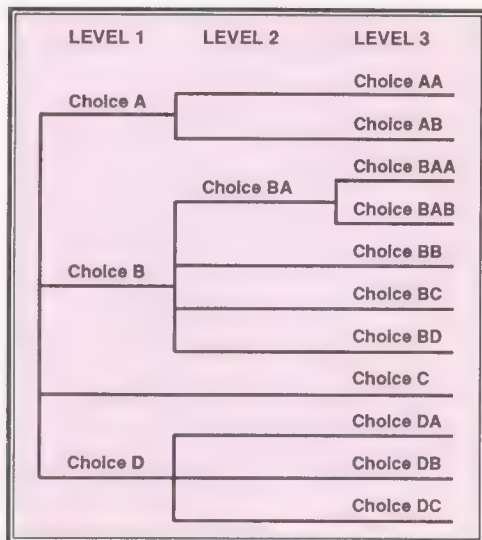 LEVEL 1 LEVEL 2 LEVEL 3
Choice AA
Choice A
Choice AB
Choice BAA
Choice BA
Choice BAB
Choice BB
Choice B
Choice BC
Choice BD
Choice C
Choice DA
Choice D
Choice DB
Choice DC